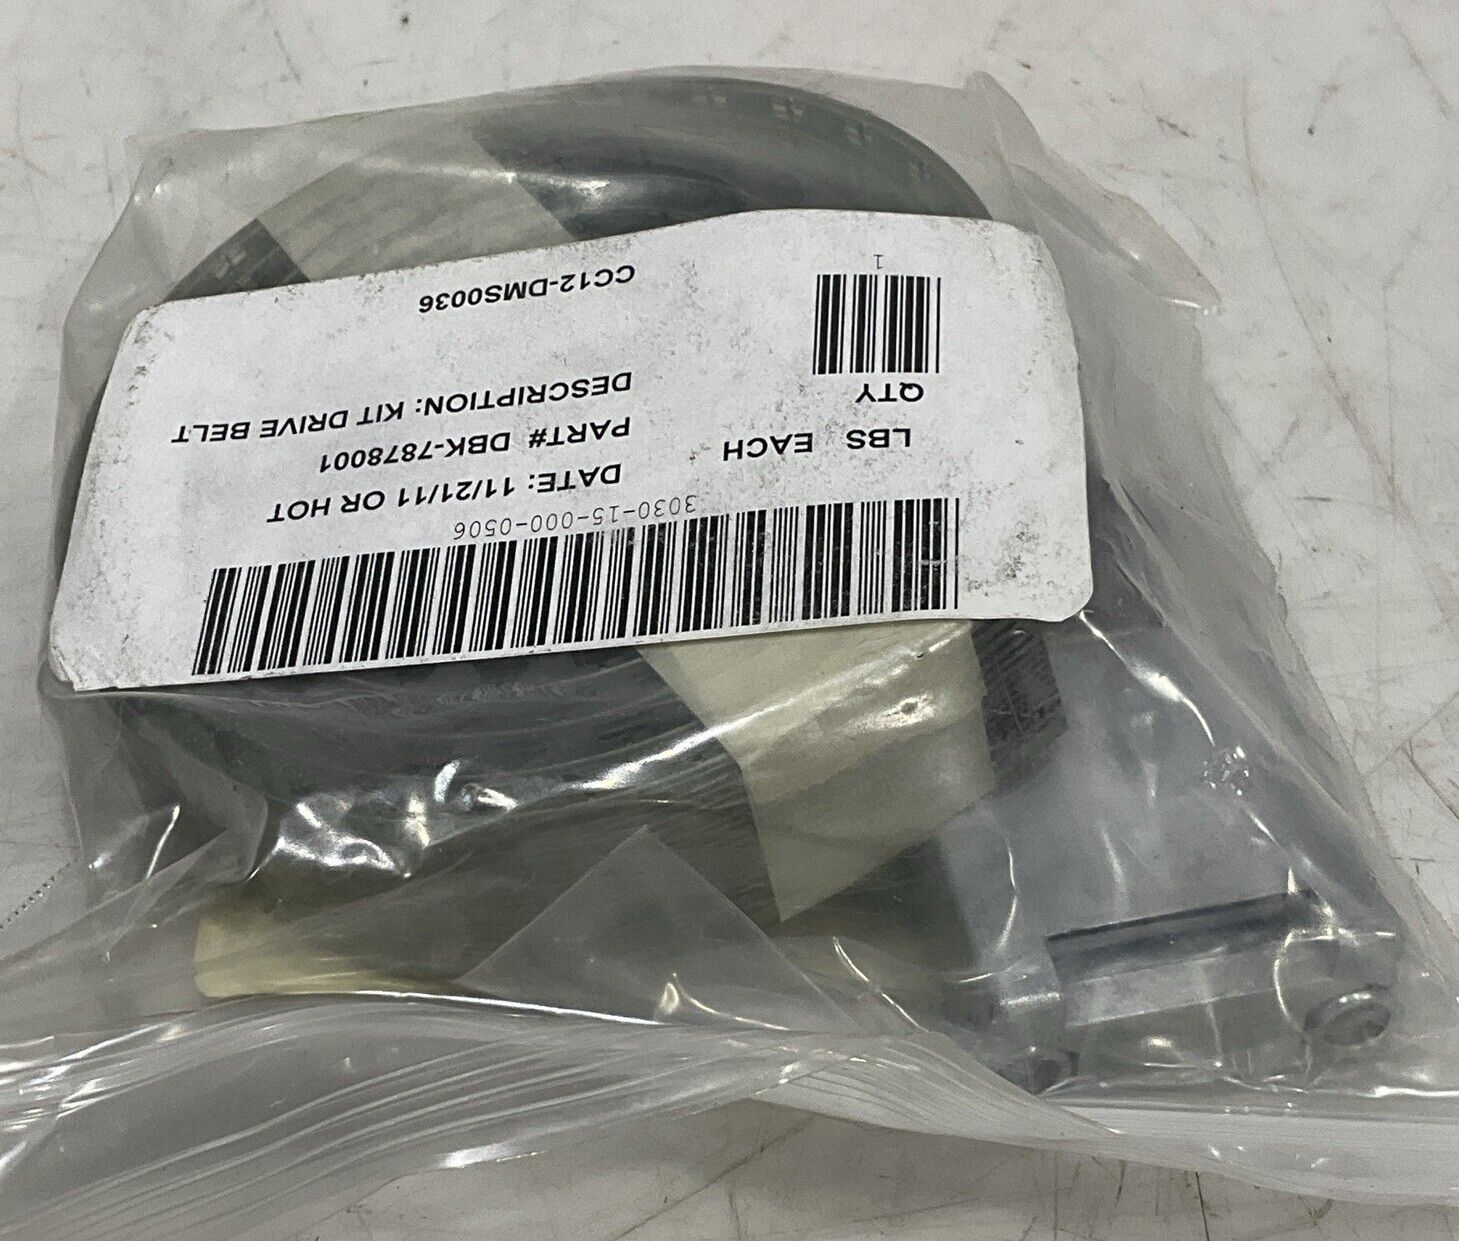 3030-15-000-0506
DATE: 11/21/11 OR HOT
PART# DBK-7878001
DESCRIPTION: KIT DRIVE BELT
LBS EACH
QTY
1
CC12-DMS0036